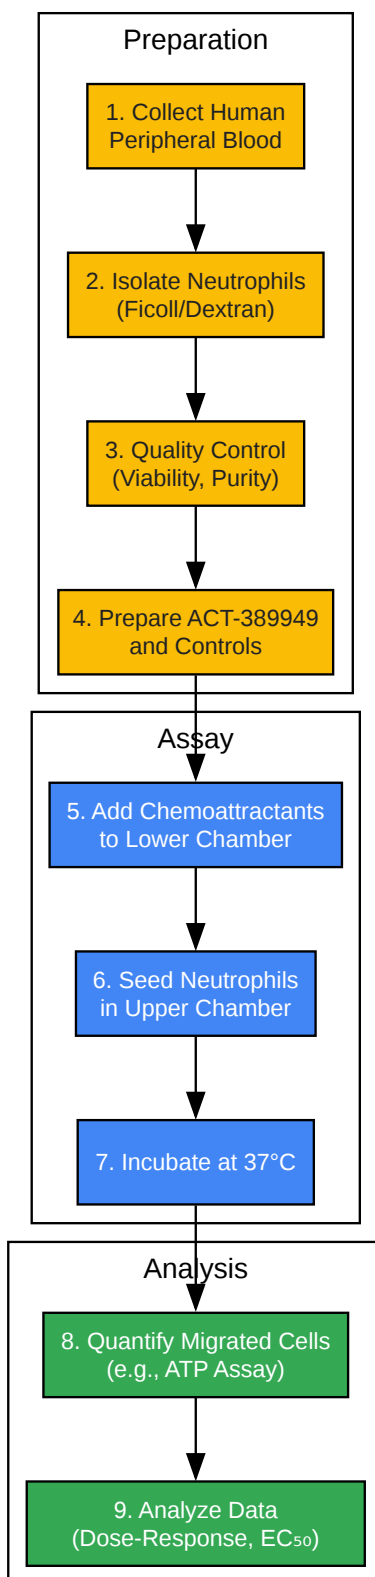 Preparation
1. Collect Human
Peripheral Blood
2. Isolate Neutrophils
(Ficoll/Dextran)
3. Quality Control
(Viability, Purity)
4. Prepare ACT-389949
and Controls
Assay
5. Add Chemoattractants
to Lower Chamber
6. Seed Neutrophils
in Upper Chamber
7. Incubate at 37°C
Analysis
8. Quantify Migrated Cells
(e.g., ATP Assay)
9. Analyze Data
(Dose-Response, EC₅₀)